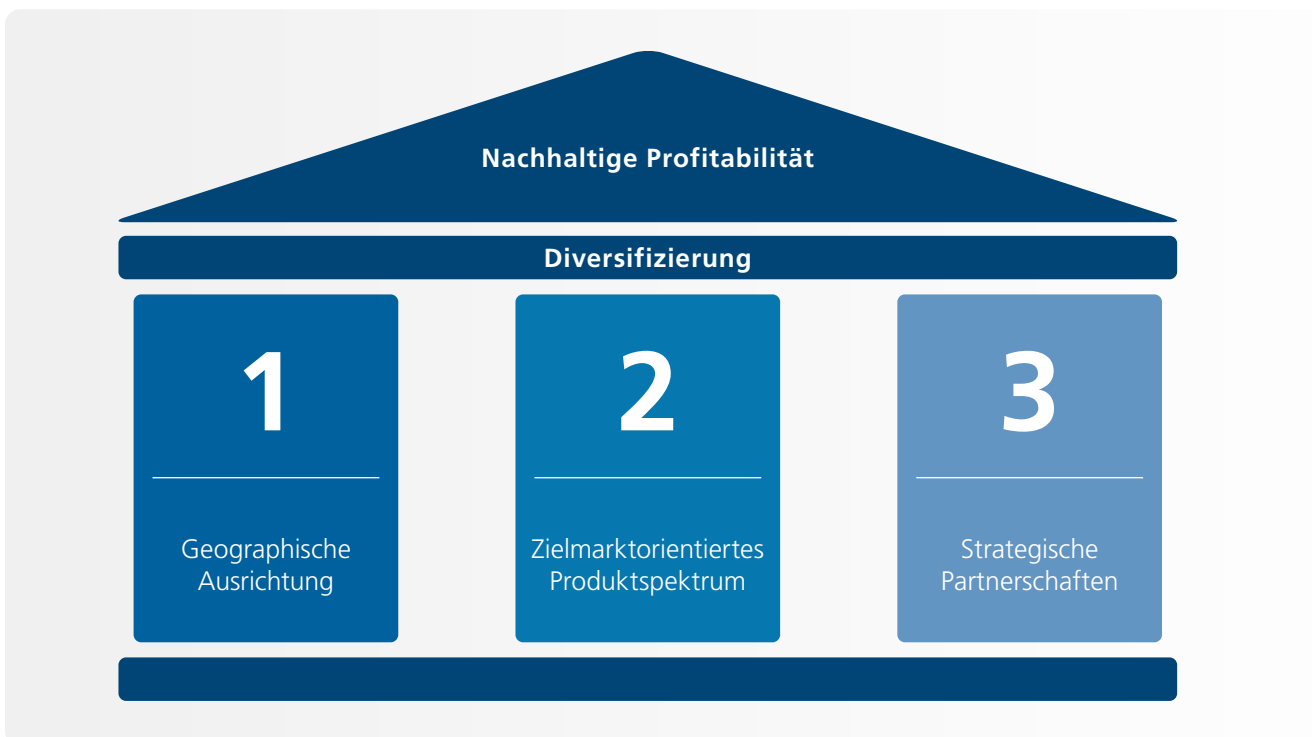 Nachhaltige Profitabilität
Diversifizierung
1
Geographische
Ausrichtung
2
Zielmarktorientiertes
Produktspektrum
3
Strategische
Partnerschaften